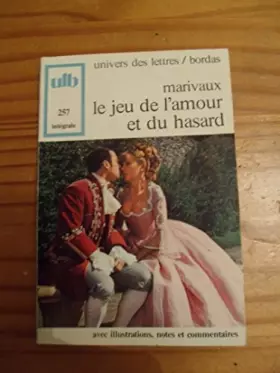 ulb
univers des lettres / bordas
257
intégrale
marivaux
le jeu de l'amour
et du hasard
avec illustrations, notes et commentaires